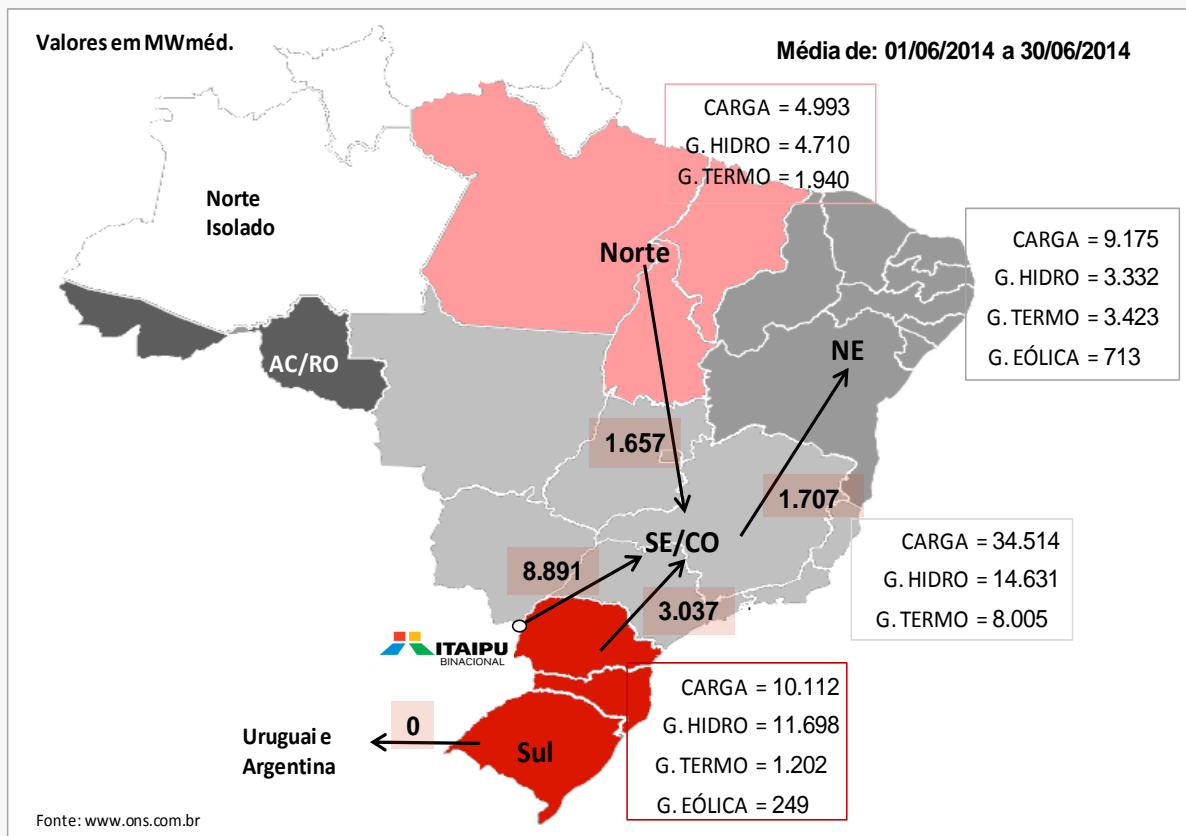 Valores em MWméd.
Média de: 01/06/2014 a 30/06/2014
CARGA = 4.993
G. HIDRO = 4.710
G. TERMO = 1.940
Norte
Isolado
Norte
CARGA = 9.175
G. HIDRO = 3.332
G. TERMO = 3.423
G. EÓLICA = 713
AC/RO
NE
1.657
1.707
SE/CO
CARGA = 34.514
G. HIDRO = 14.631
G. TERMO = 8.005
8.891
3.037
ITAIPU
BINACIONAL
CARGA = 10.112
G. HIDRO = 11.698
G. TERMO = 1.202
G. EÓLICA = 249
0
Uruguai e
Argentina
Sul
Fonte: www.ons.com.br